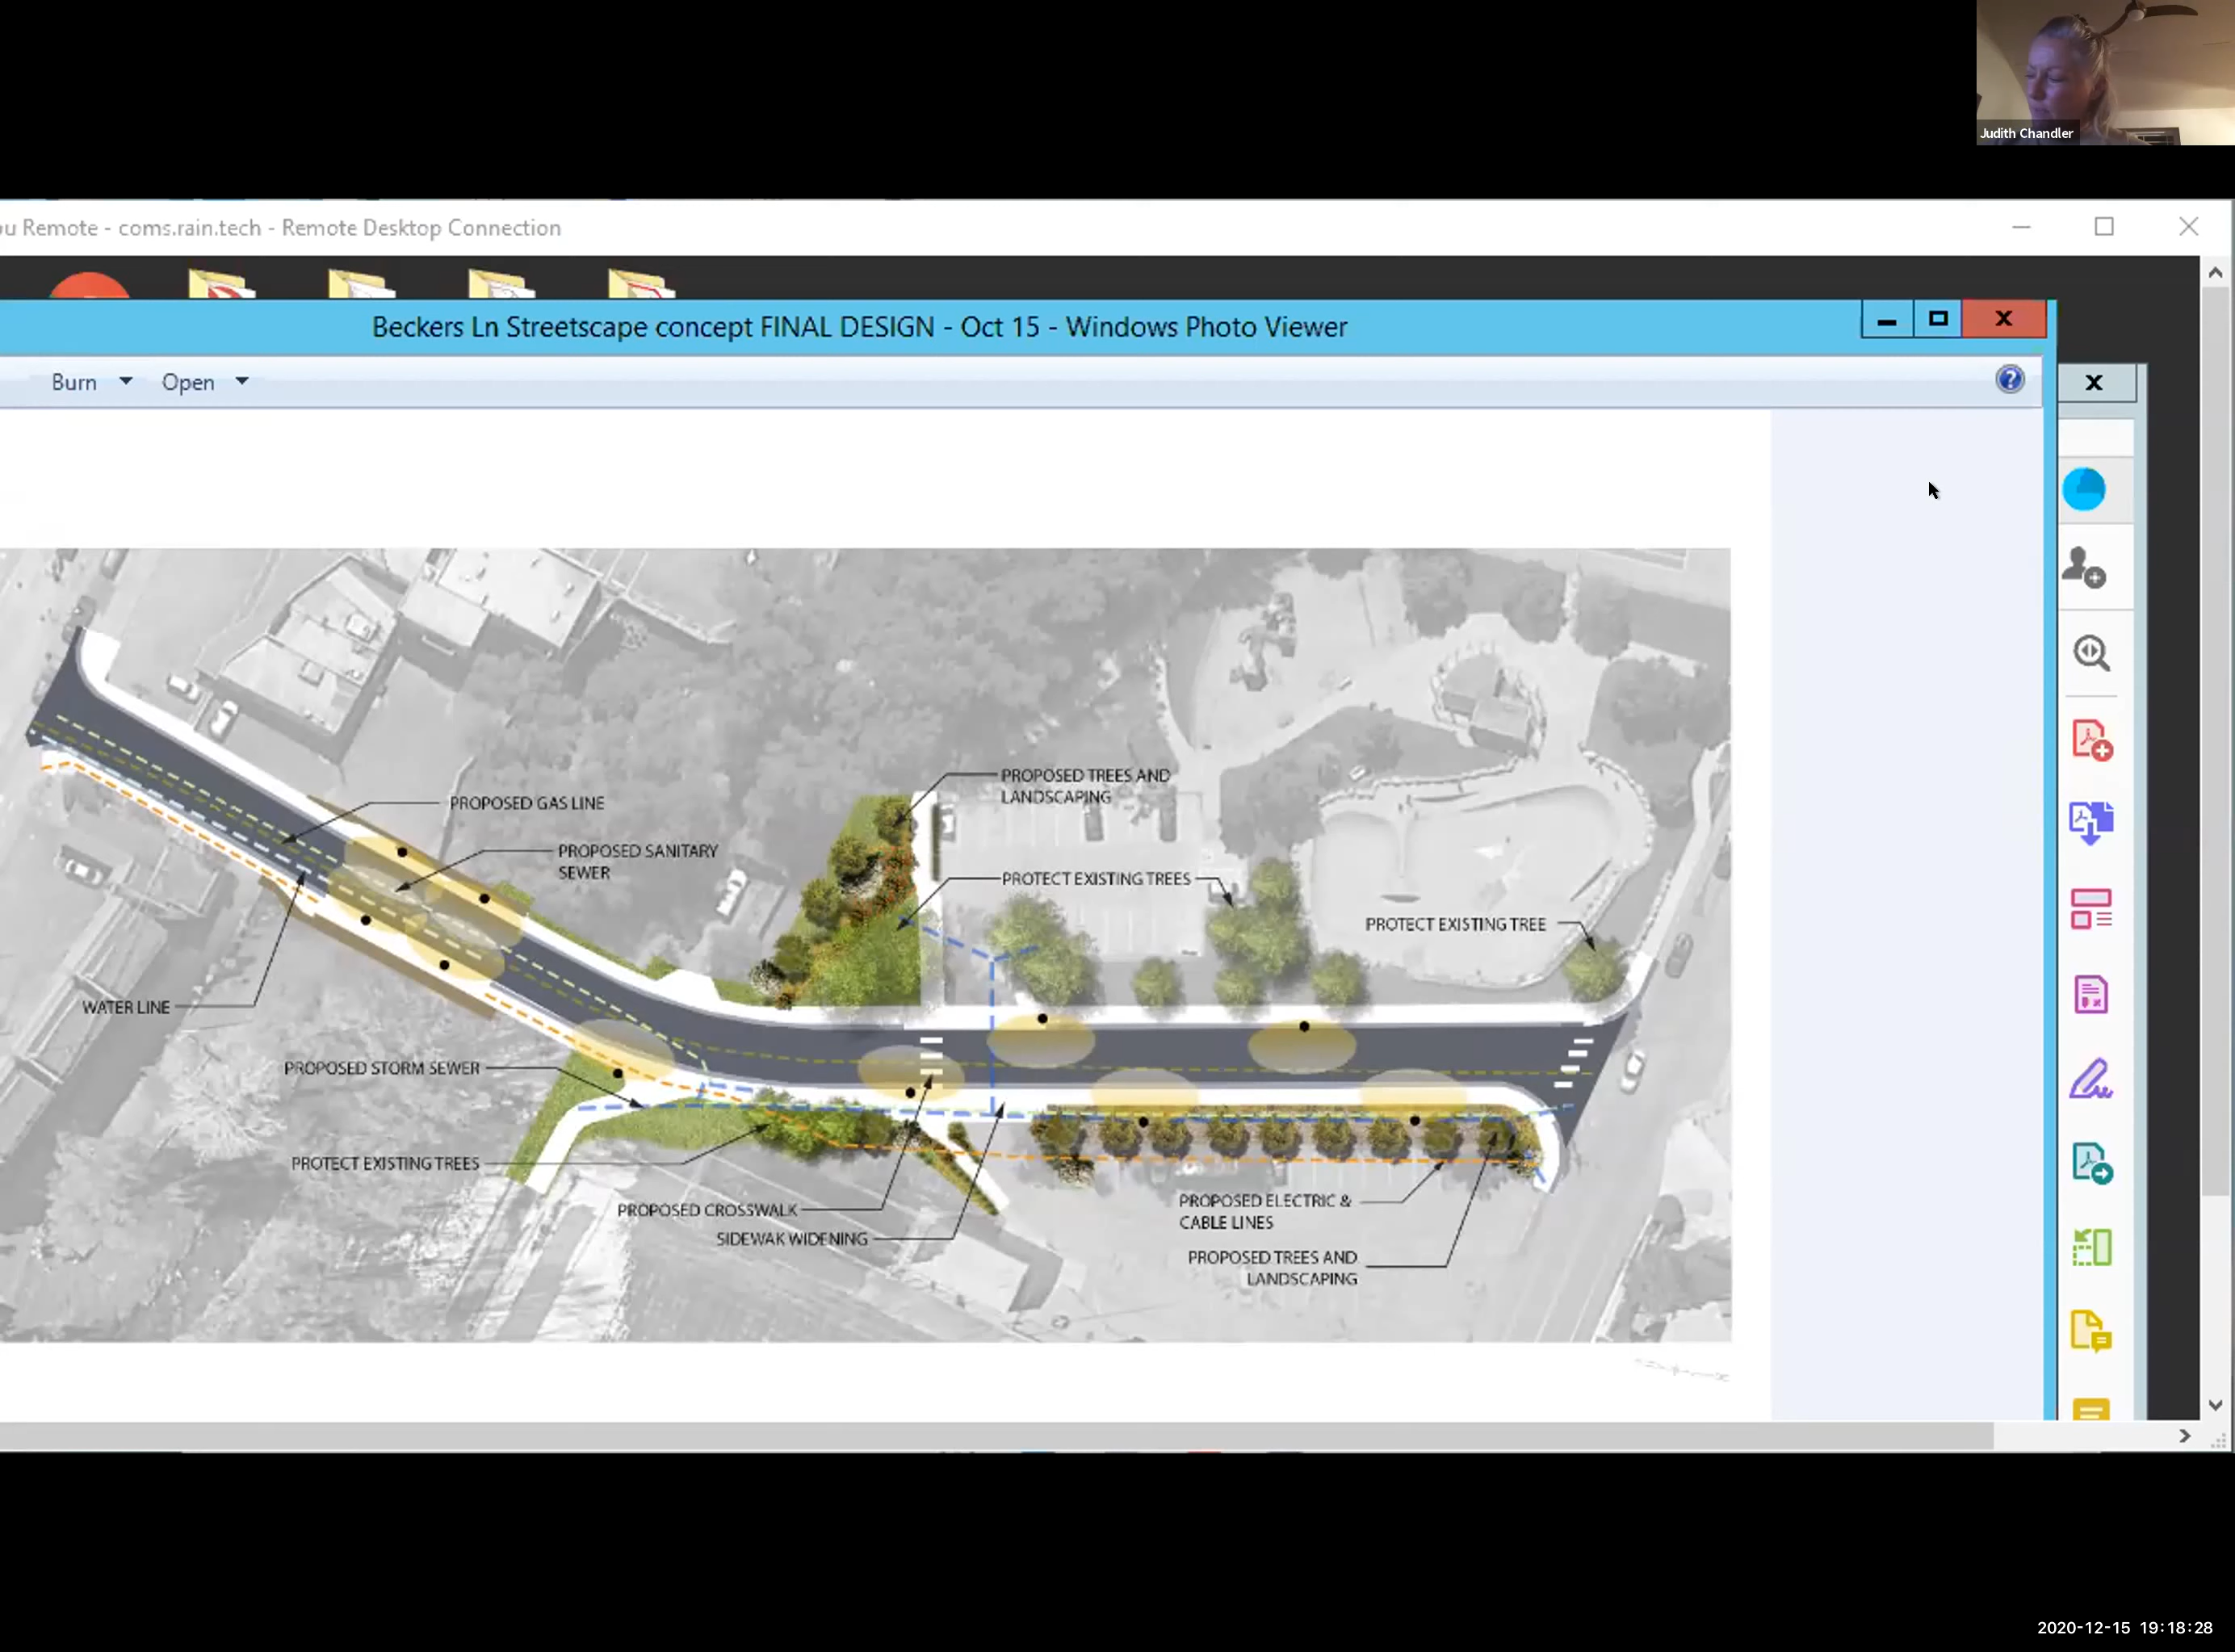 Judith Chandler
u Remote - coms.rain.tech - Remote Desktop Connection
Beckers Ln Streetscape concept FINAL DESIGN - Oct 15 - Windows Photo Viewer
Burn Open
PROPOSED TREES AND
LANDSCAPING
PROPOSED GAS LINE
PROPOSED SANITARY
SEWER
PROTECT EXISTING TREES
PROTECT EXISTING TREE
WATER LINE
PROPOSED STORM SEWER
PROTECT EXISTING TREES
PROPOSED CROSSWALK
SIDEWAK WIDENING
PROPOSED ELECTRIC &
CABLE LINES
PROPOSED TREES AND
LANDSCAPING
2020-12-15 19:18:28